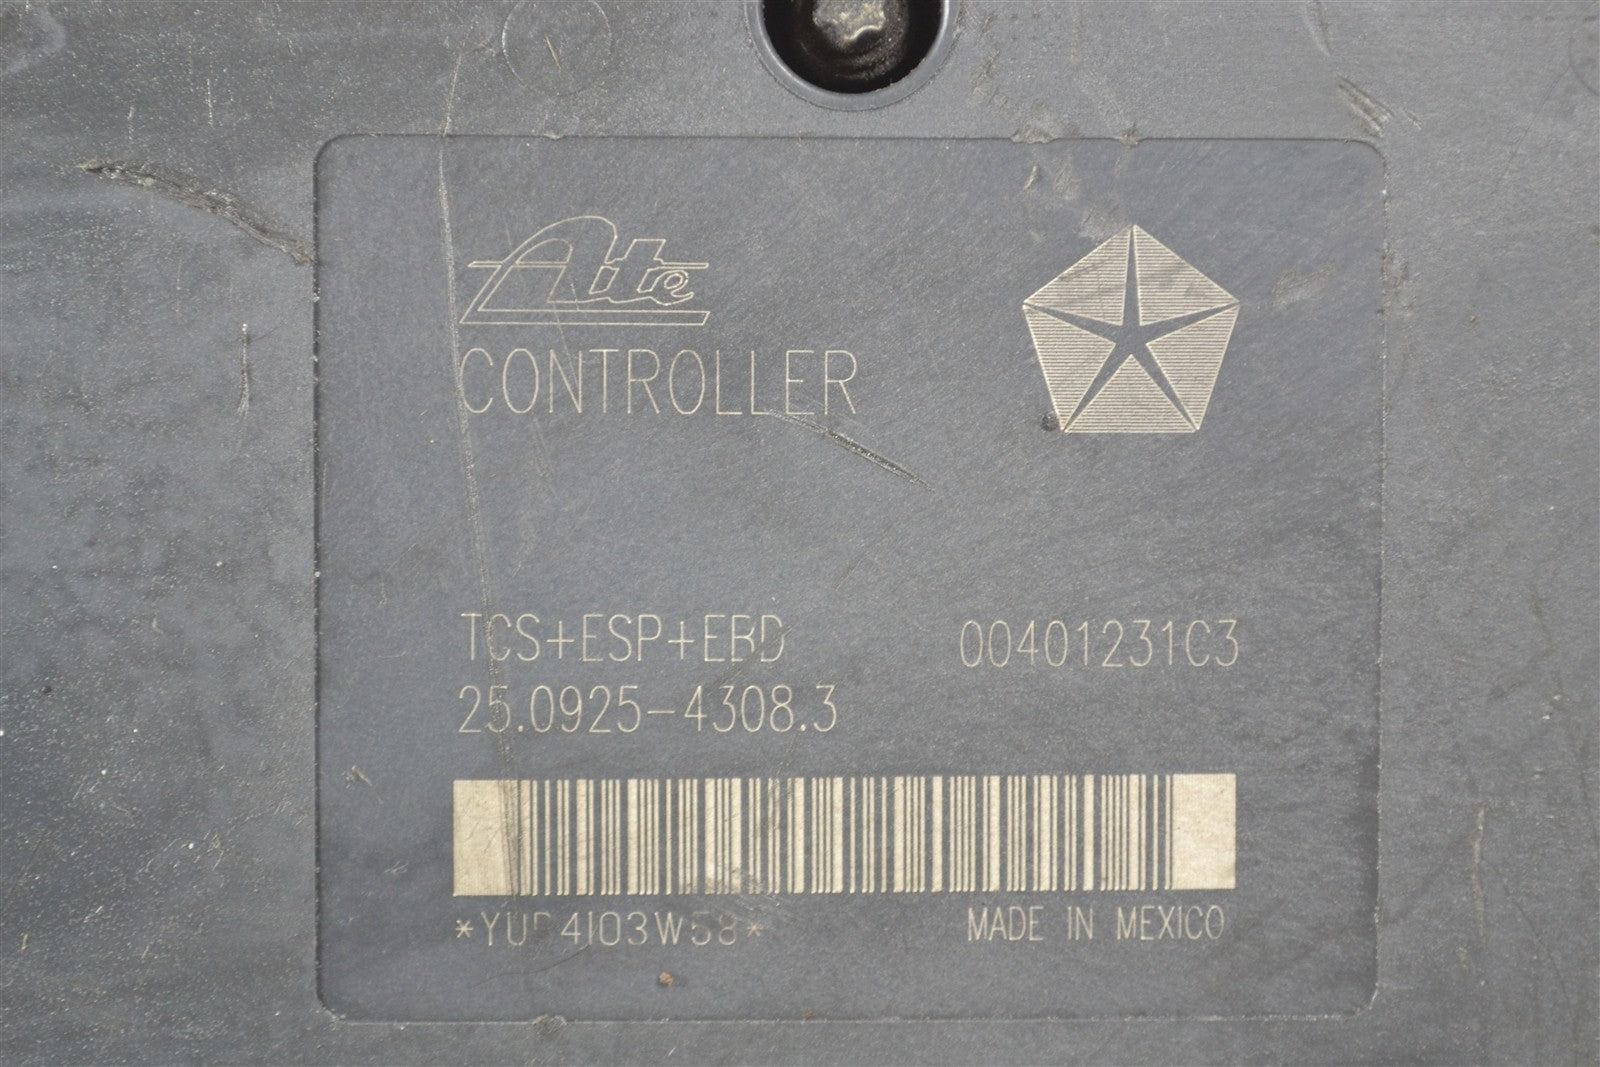 Ate
CONTROLLER
TCS+ESP+EBD 00401231C3
25.0925-4308.3
MADE IN MEXICO